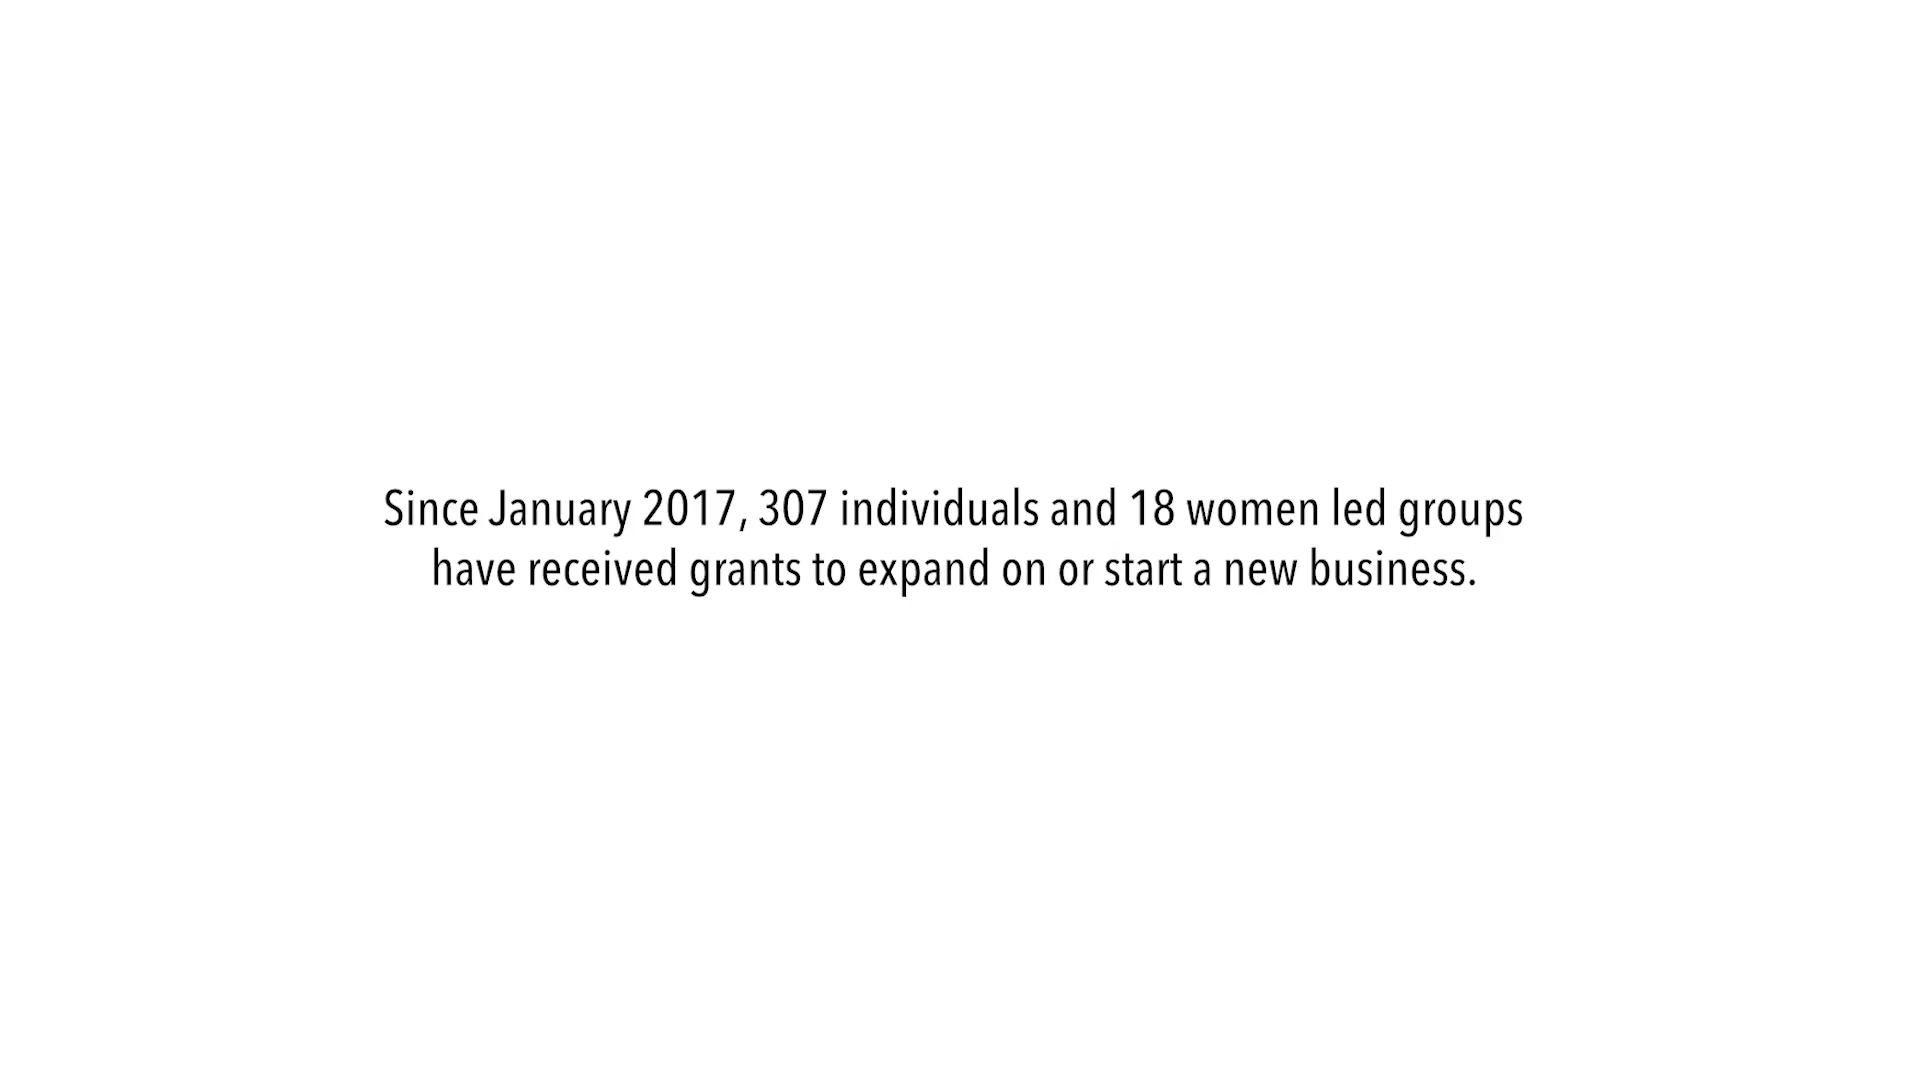 Since January 2017, 307 individuals and 18 women led groups
have received grants to expand on or start a new business.